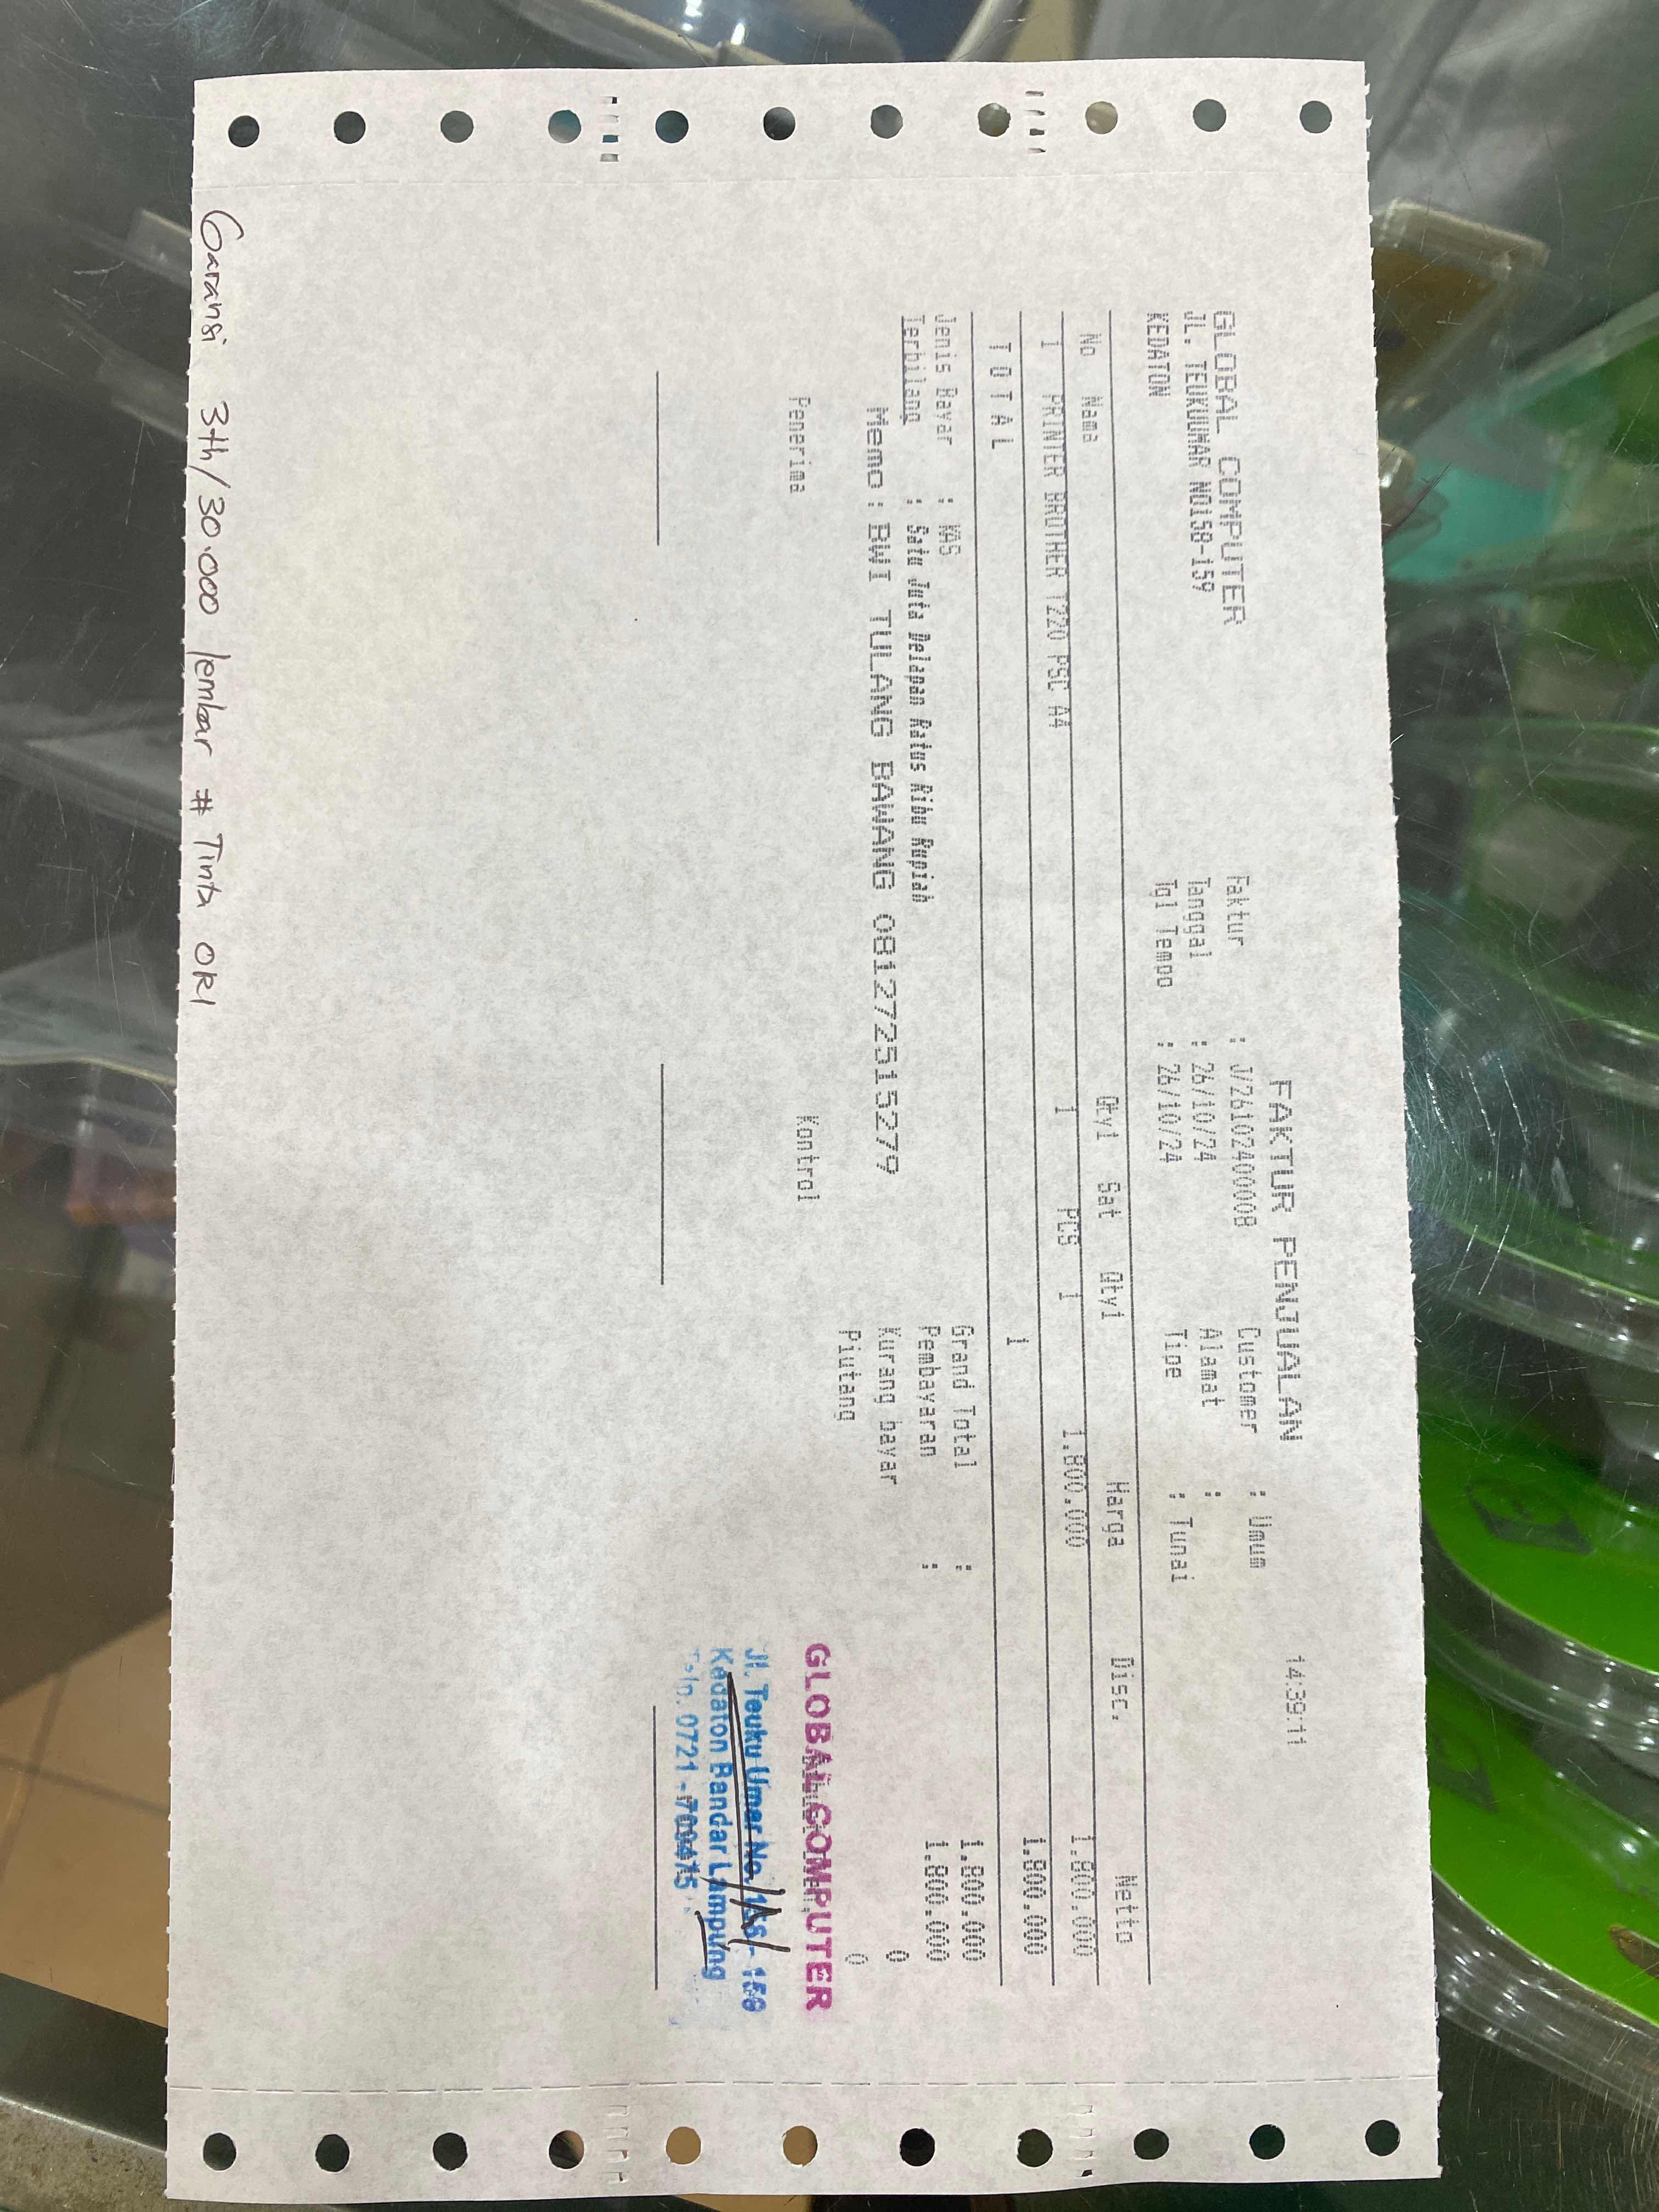 FAKTUR PENJUALAN 14:39:11
GLOBAL COMPUTER
JL. TEUKUUMAR NO158-159
KEDATON
Faktur : J/26102400008
Tanggal : 26/10/24
Tgl Tempo : 26/10/24
Customer : Umum
Alamat :
Tipe : Tunai
No Nama Qty1 Sat Qty1 Harga Disc. Netto
1 PRINTER BROTHER T220 PSC A4 1 PCS 1 1.800.000 1.800.000
T O T A L 1 1.800.000
Jenis Bayar : KAS
Terbilang : Satu Juta Delapan Ratus Ribu Rupiah
Memo : BWI TULANG BAWANG 081272515279
Grand Total : 1.800.000
Pembayaran : 1.800.000
Kurang bayar 0
Piutang 0
Penerima Kontrol
GLOBAL COMPUTER
Jl. Teuku Umar No.
Kedaton Bandar Lampung
Telp. 0721 -
Garansi 3th/30.000 lembar # Tinta ORI